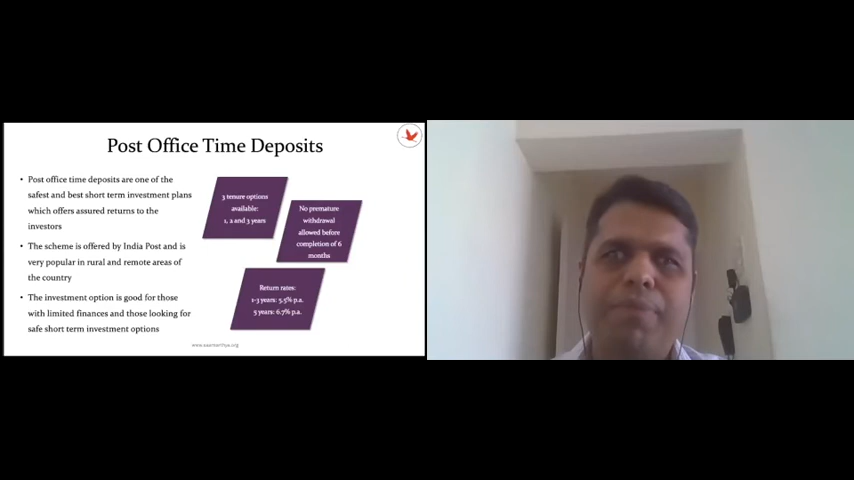 Post Office Time Deposits
• Post office time deposits are one of the
safest and best short term investment plans
which offers assured returns to the
investors
• The scheme is offered by India Post and is
very popular in rural and remote areas of
the country
• The investment option is good for those
with limited finances and those looking for
safe short term investment options
3 tenure options
available:
1, 2 and 3 years
No premature
withdrawal
allowed before
completion of 6
months
Return rates:
1-3 years: 5.5% p.a.
5 years: 6.7% p.a.